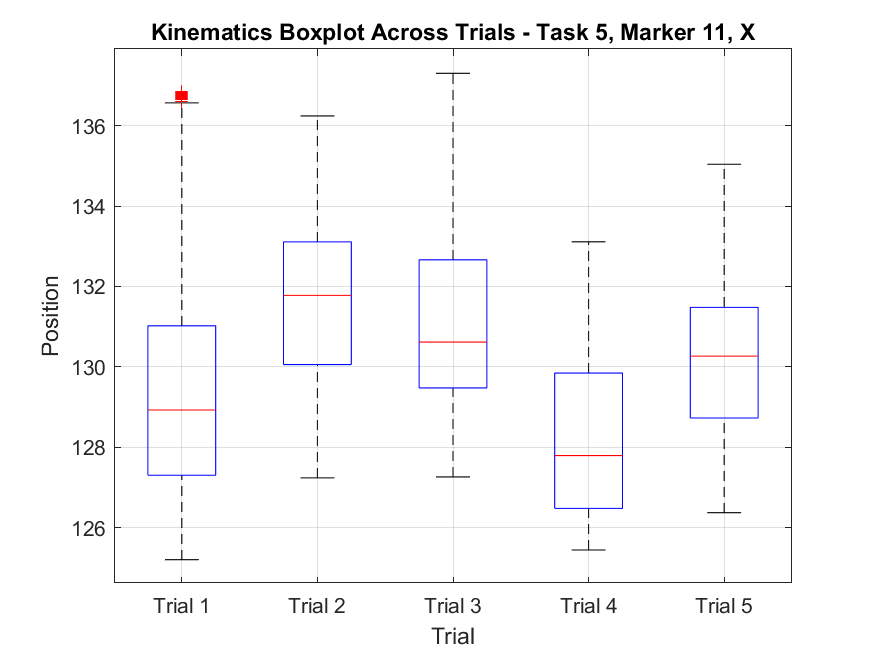 Kinematics Boxplot Across Trials - Task 5, Marker 11, X
Position
136
134
132
130
128
126
Trial 1 Trial 2 Trial 3 Trial 4 Trial 5
Trial